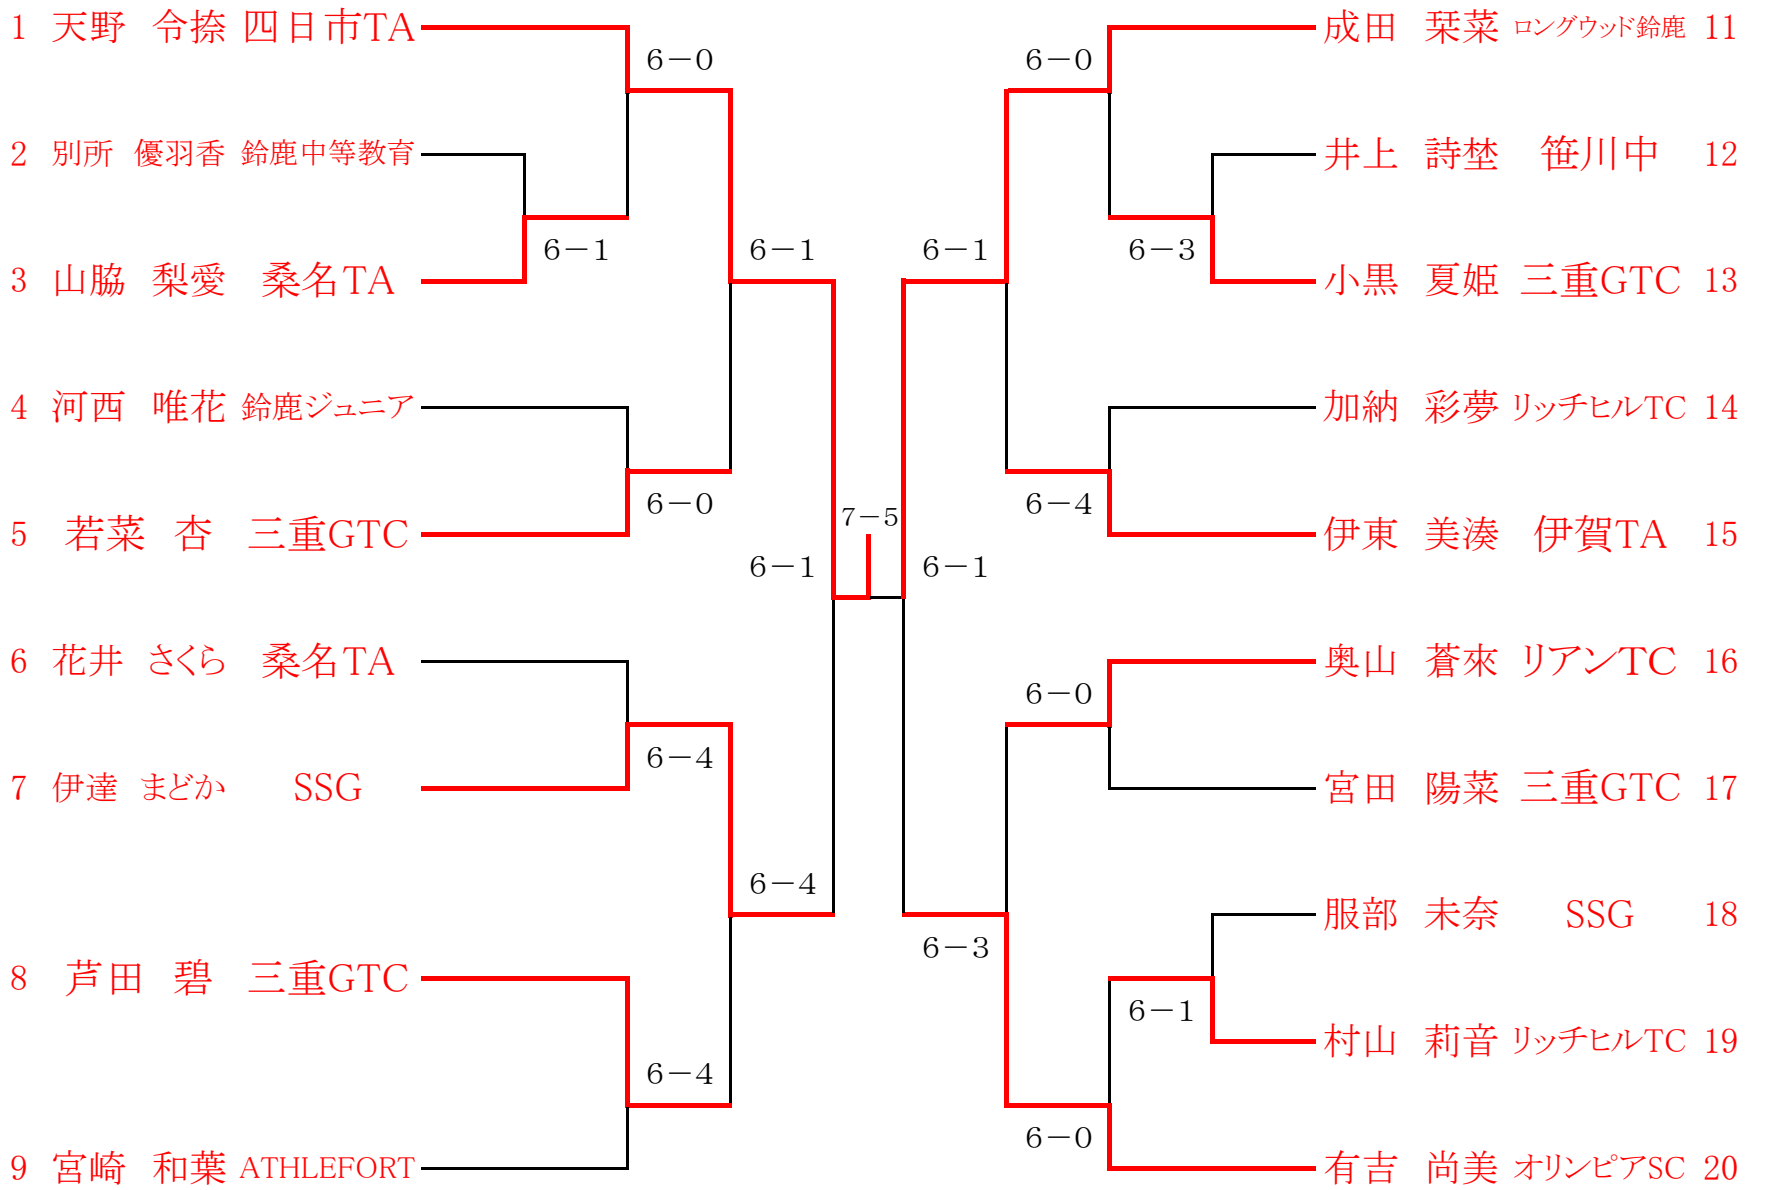 1 天野 令捺 四日市TA
6-0
2 別所 優羽香 鈴鹿中等教育
6-1
3 山脇 梨愛 桑名TA
6-1
4 河西 唯花 鈴鹿ジュニア
6-0
5 若菜 杏 三重GTC
6-1
6 花井 さくら 桑名TA
6-4
7 伊達 まどか SSG
6-4
8 芦田 碧 三重GTC
6-4
9 宮崎 和葉 ATHLEFORT
7-5
成田 栞菜 ロングウッド鈴鹿 11
6-0
井上 詩埜 笹川中 12
6-3
小黒 夏姫 三重GTC 13
6-1
加納 彩夢 リッチヒルTC 14
6-4
伊東 美湊 伊賀TA 15
6-1
奥山 蒼來 リアンTC 16
6-0
宮田 陽菜 三重GTC 17
服部 未奈 SSG 18
6-3
6-1
村山 莉音 リッチヒルTC 19
6-0
有吉 尚美 オリンピアSC 20